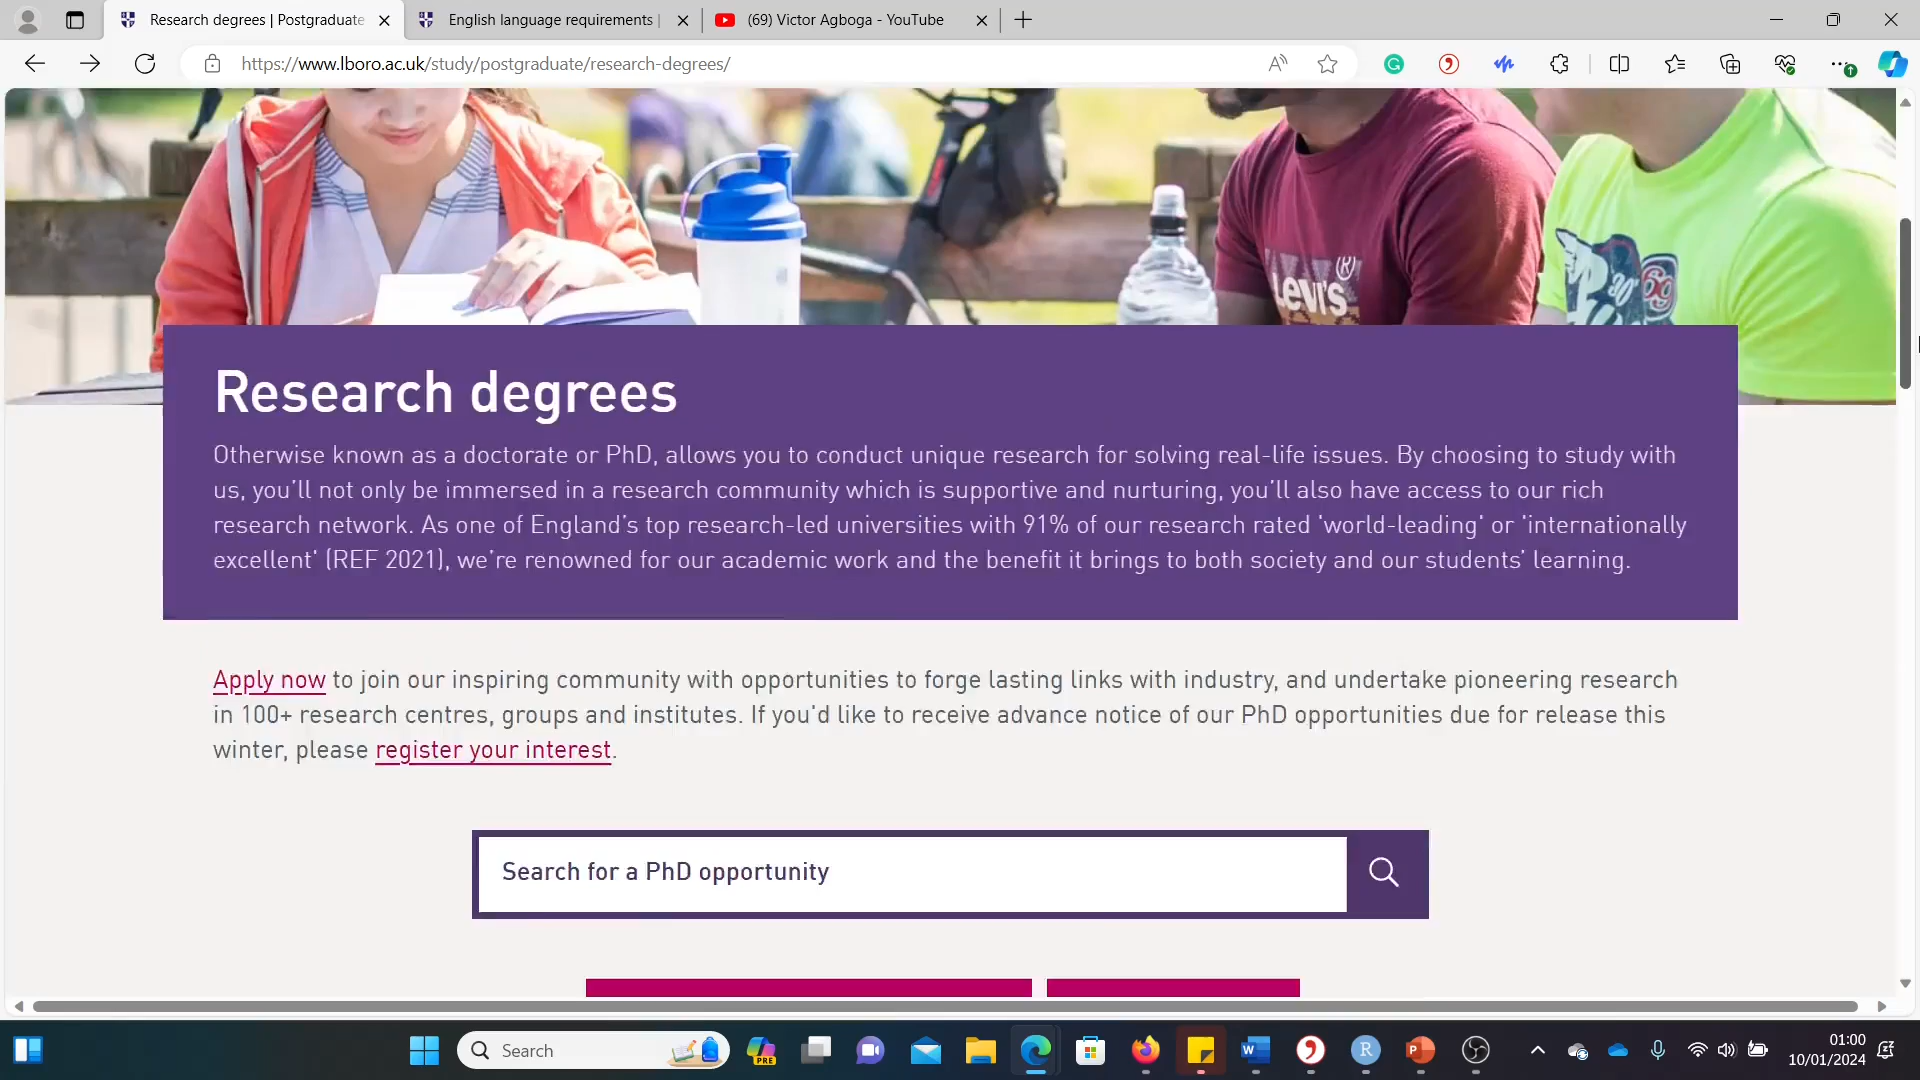 Research degrees | Postgraduate
English language requirements |
(69) Victor Agboga - YouTube
https://www.lboro.ac.uk/study/postgraduate/research-degrees/
Levi's
Research degrees
Otherwise known as a doctorate or PhD, allows you to conduct unique research for solving real-life issues. By choosing to study with
us, you’ll not only be immersed in a research community which is supportive and nurturing, you’ll also have access to our rich
research network. As one of England’s top research-led universities with 91% of our research rated 'world-leading' or 'internationally
excellent' (REF 2021), we’re renowned for our academic work and the benefit it brings to both society and our students’ learning.
Apply now to join our inspiring community with opportunities to forge lasting links with industry, and undertake pioneering research
in 100+ research centres, groups and institutes. If you'd like to receive advance notice of our PhD opportunities due for release this
winter, please register your interest.
Search for a PhD opportunity
Search
PRE
01:00
10/01/2024